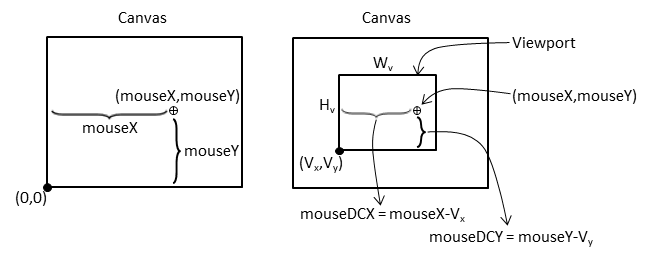 Canvas
(mouseX,mouseY)
mouseX
mouseY
(0,0)
Canvas
Viewport
Wv
Hv
(mouseX,mouseY)
(Vx,Vy)
mouseDCX = mouseX-Vx
mouseDCY = mouseY-Vy